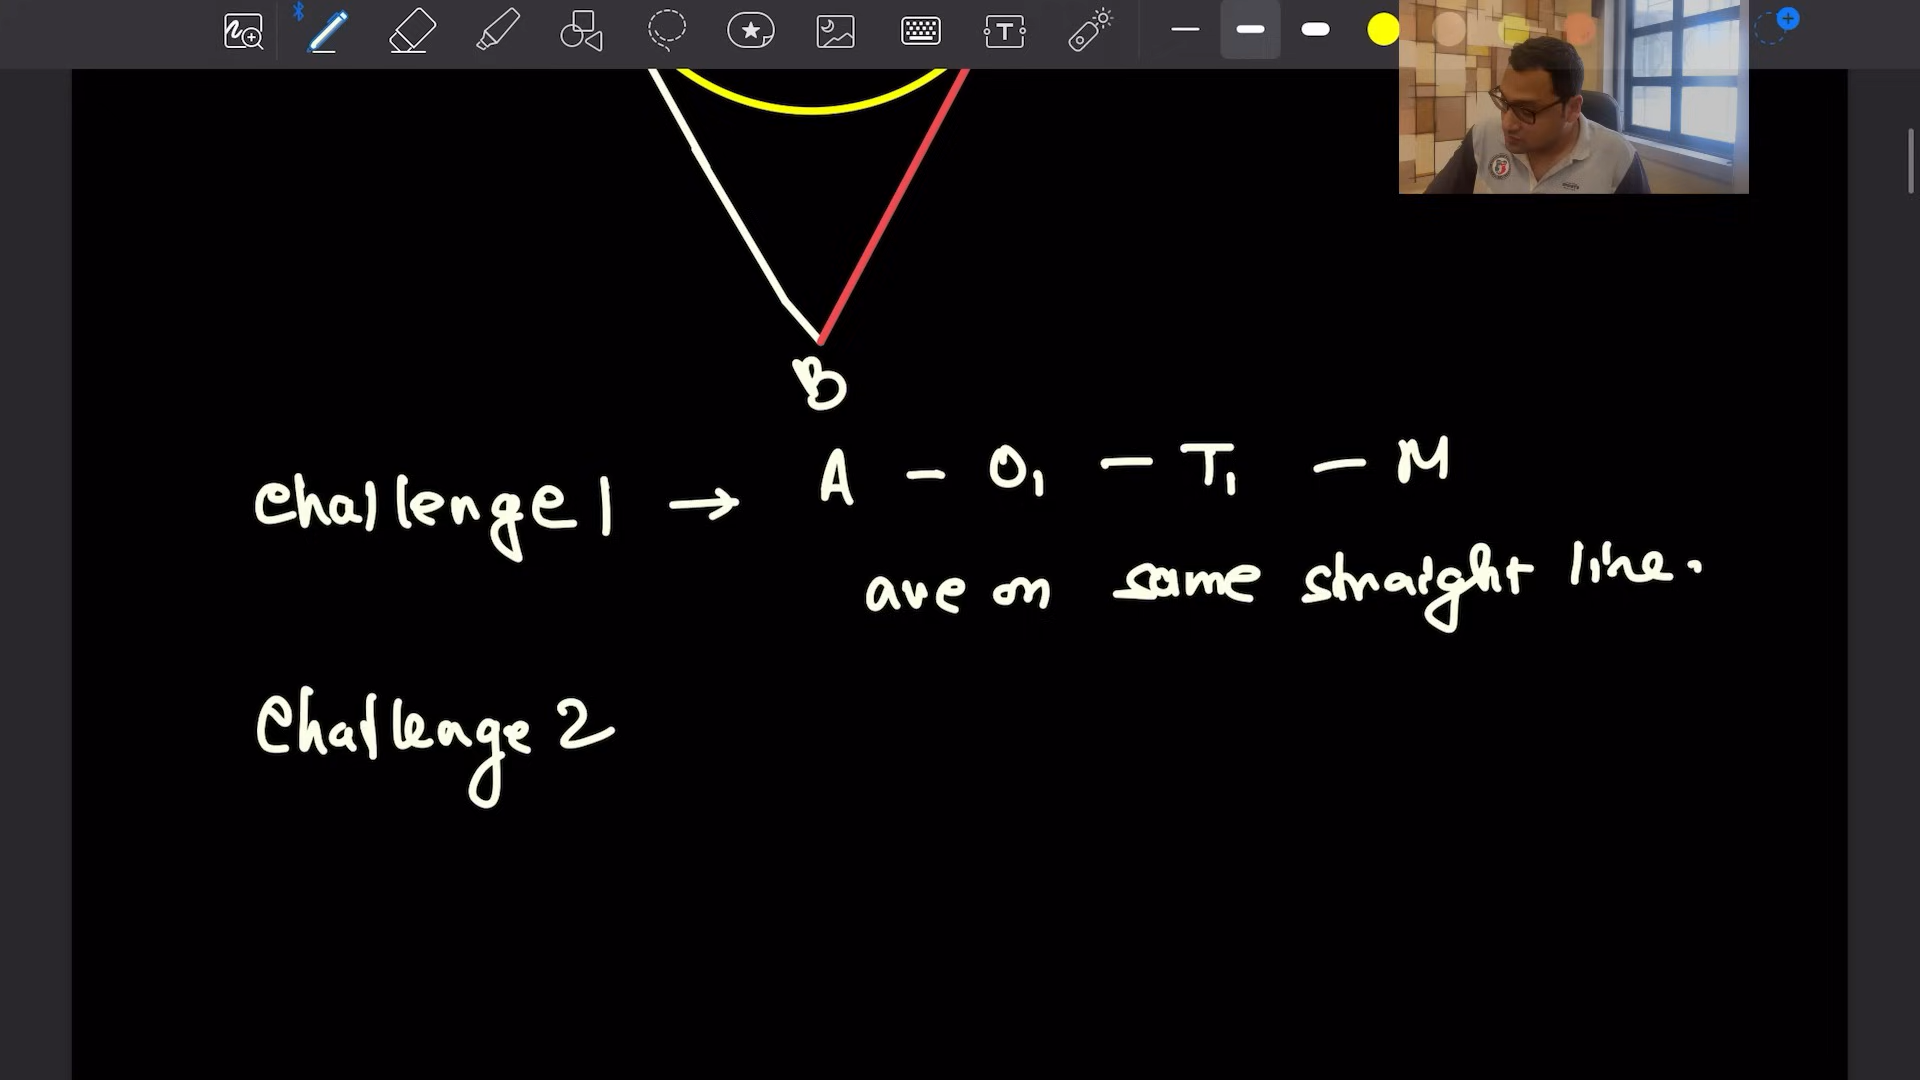 B
Challenge 1 → A - O₁ - T₁ - M
are on same straight line.
Challenge 2